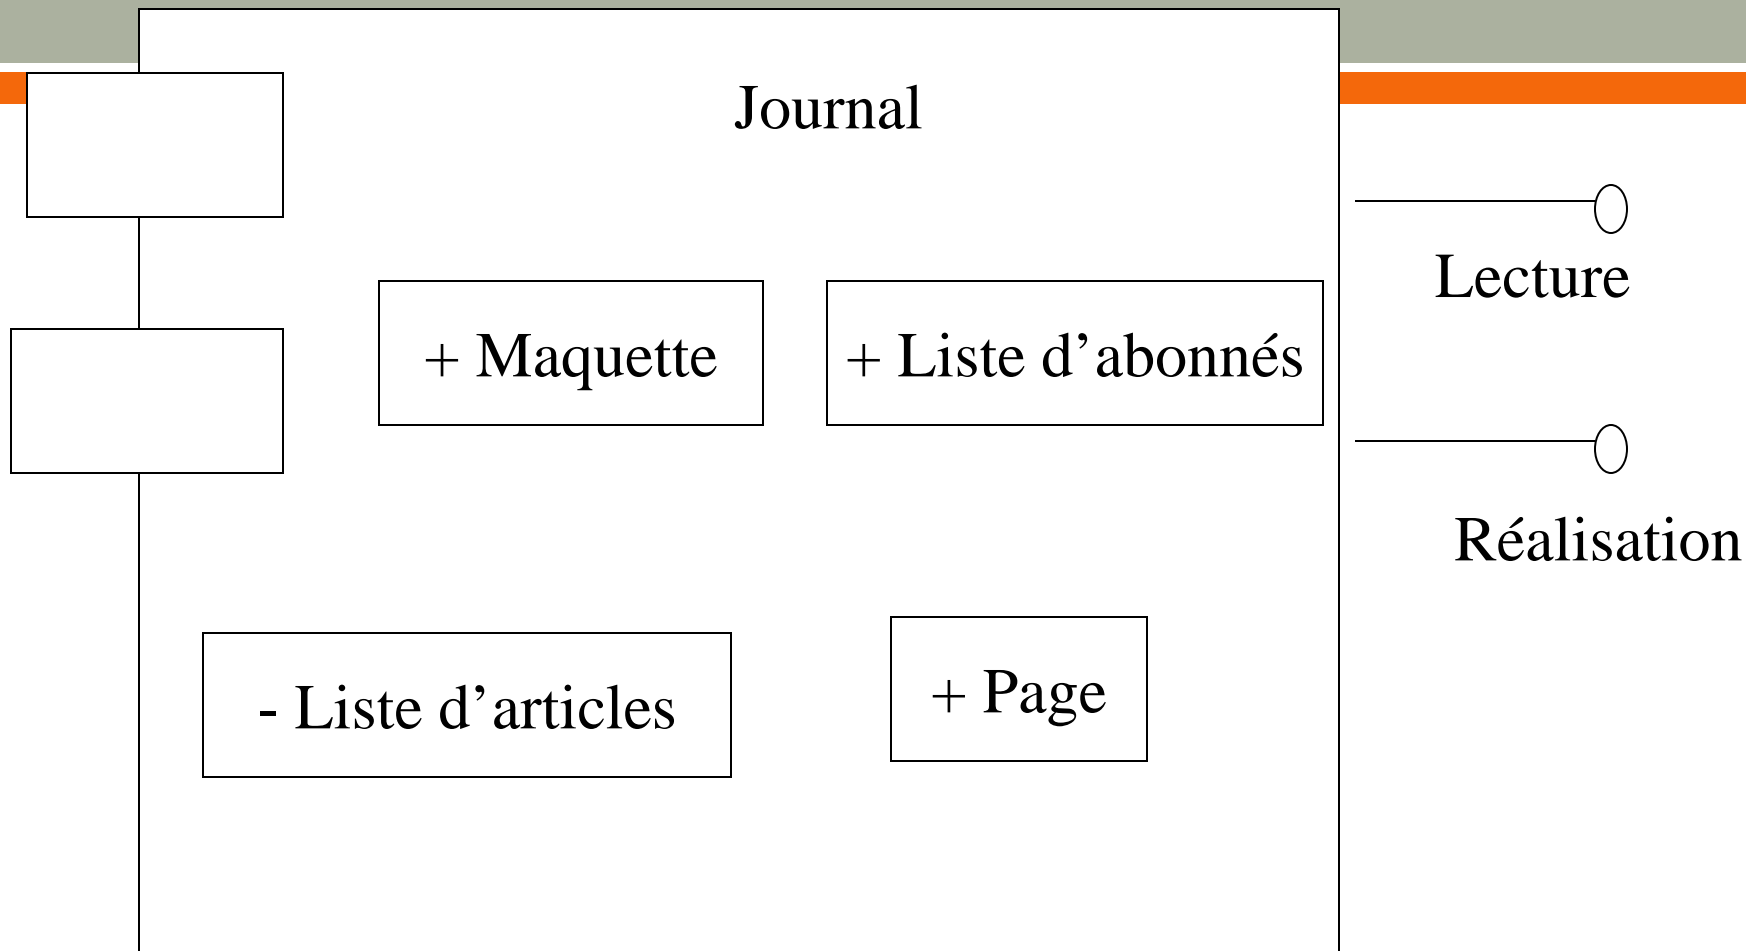 Journal
Lecture
+ Maquette
+ Liste d’abonnés
Réalisation
- Liste d’articles
+ Page